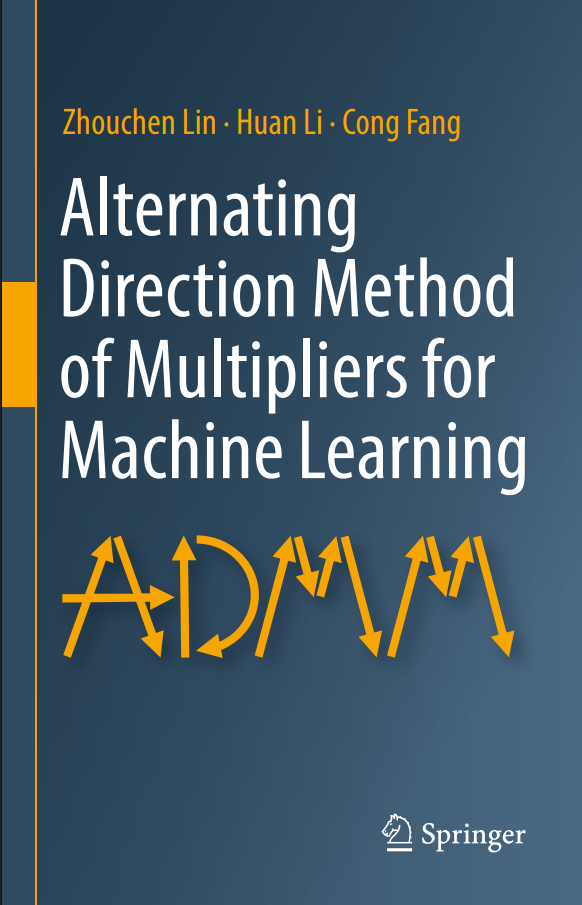 Zhouchen Lin · Huan Li · Cong Fang
Alternating
Direction Method
of Multipliers for
Machine Learning
ADMM
Springer